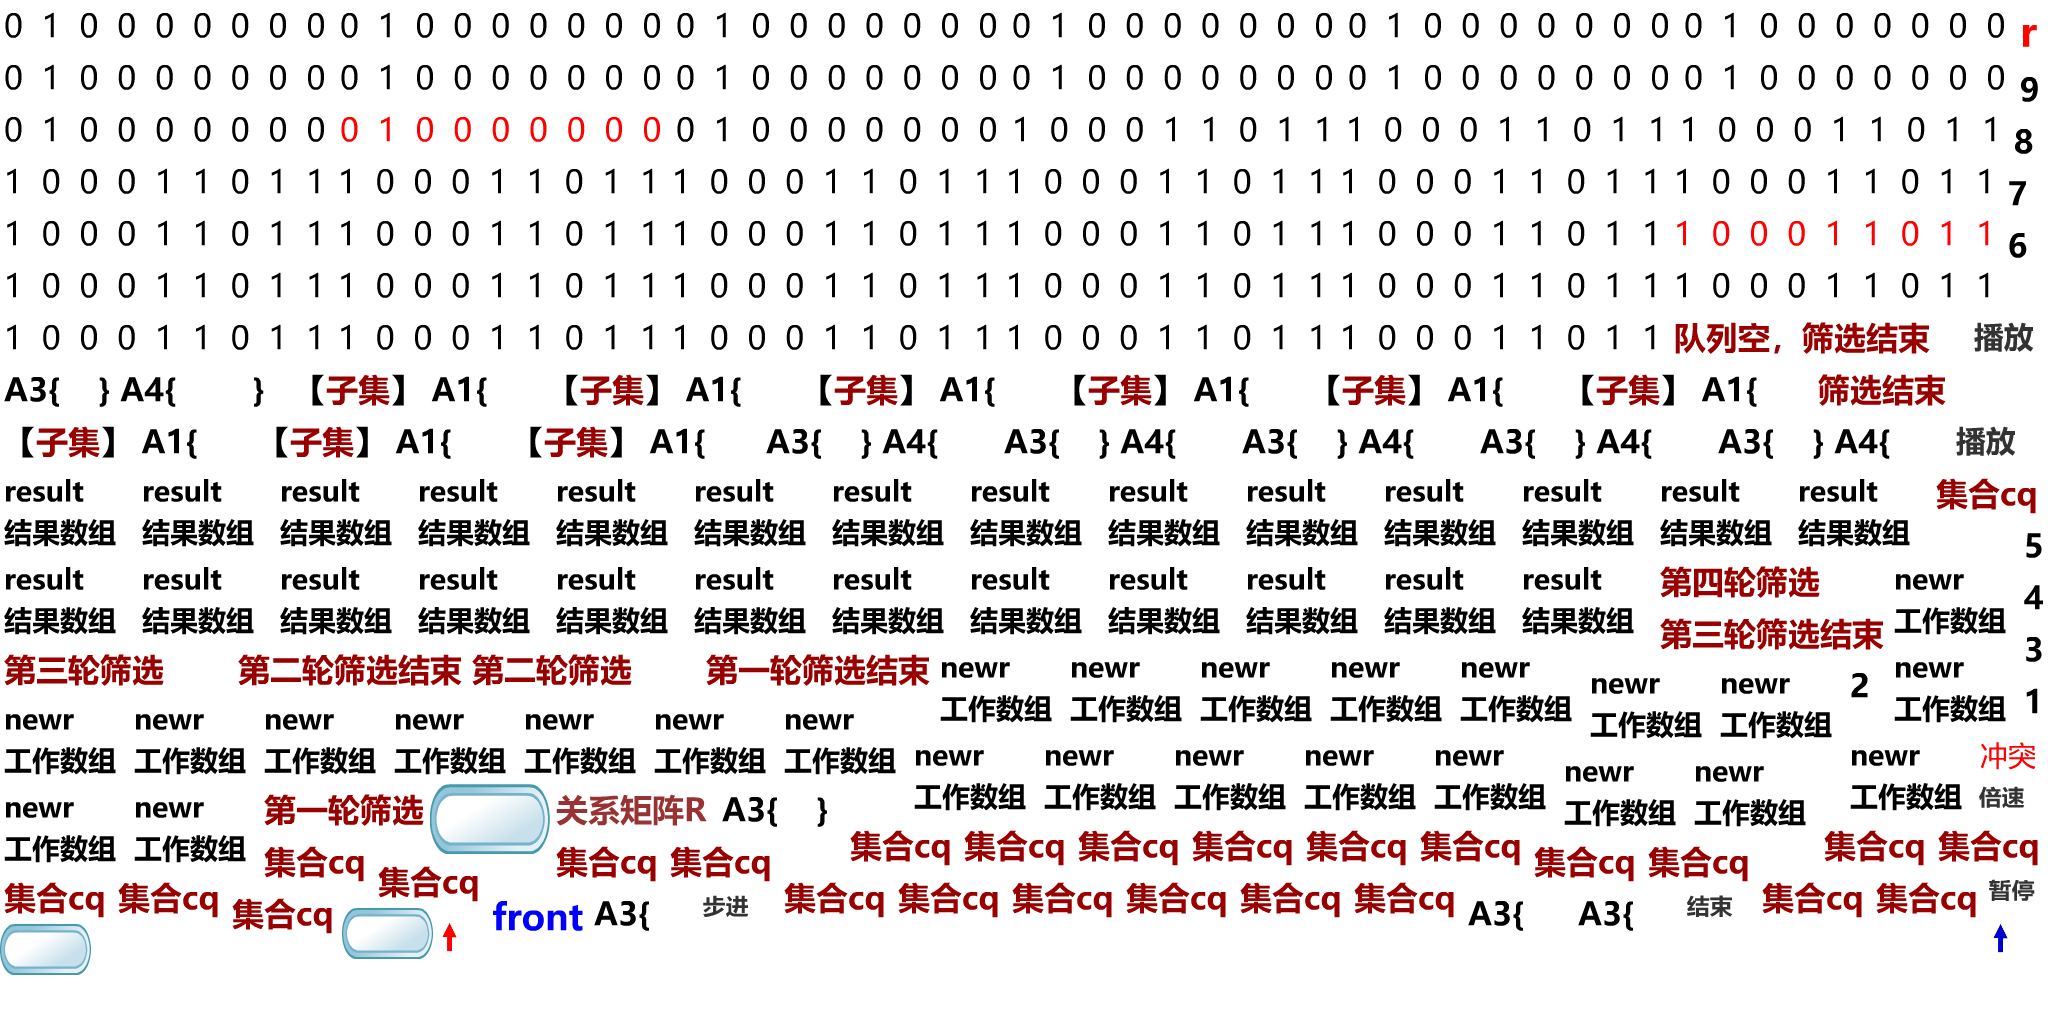 0 1 0 0 0 0 0 0 0 0 1 0 0 0 0 0 0 0 0 1 0 0 0 0 0 0 0 0 1 0 0 0 0 0 0 0 0 1 0 0 0 0 0 0 0 0 1 0 0 0 0 0 0 0 r
0 1 0 0 0 0 0 0 0 0 1 0 0 0 0 0 0 0 0 1 0 0 0 0 0 0 0 0 1 0 0 0 0 0 0 0 0 1 0 0 0 0 0 0 0 0 1 0 0 0 0 0 0 0 9
0 1 0 0 0 0 0 0 0 0 1 0 0 0 0 0 0 0 0 1 0 0 0 0 0 0 0 1 0 0 0 1 1 0 1 1 1 0 0 0 1 1 0 1 1 1 0 0 0 1 1 0 1 1 8
1 0 0 0 1 1 0 1 1 1 0 0 0 1 1 0 1 1 1 0 0 0 1 1 0 1 1 1 0 0 0 1 1 0 1 1 1 0 0 0 1 1 0 1 1 1 0 0 0 1 1 0 1 1 7
1 0 0 0 1 1 0 1 1 1 0 0 0 1 1 0 1 1 1 0 0 0 1 1 0 1 1 1 0 0 0 1 1 0 1 1 1 0 0 0 1 1 0 1 1 1 0 0 0 1 1 0 1 1 6
1 0 0 0 1 1 0 1 1 1 0 0 0 1 1 0 1 1 1 0 0 0 1 1 0 1 1 1 0 0 0 1 1 0 1 1 1 0 0 0 1 1 0 1 1 1 0 0 0 1 1 0 1 1
1 0 0 0 1 1 0 1 1 1 0 0 0 1 1 0 1 1 1 0 0 0 1 1 0 1 1 1 0 0 0 1 1 0 1 1 1 0 0 0 1 1 0 1 1 队列空，筛选结束 播放
A3{ } A4{ } 【子集】 A1{ 【子集】 A1{ 【子集】 A1{ 【子集】 A1{ 【子集】 A1{ 【子集】 A1{ 筛选结束
【子集】 A1{ 【子集】 A1{ 【子集】 A1{ A3{ } A4{ A3{ } A4{ A3{ } A4{ A3{ } A4{ A3{ } A4{ 播放
result result result result result result result result result result result result result result 集合cq
结果数组 结果数组 结果数组 结果数组 结果数组 结果数组 结果数组 结果数组 结果数组 结果数组 结果数组 结果数组 结果数组 结果数组 5
result result result result result result result result result result result result 第四轮筛选 newr 4
结果数组 结果数组 结果数组 结果数组 结果数组 结果数组 结果数组 结果数组 结果数组 结果数组 结果数组 结果数组 第三轮筛选结束 工作数组 3
第三轮筛选 第二轮筛选结束 第二轮筛选 第一轮筛选结束 newr newr newr newr newr newr newr 2 newr 1
工作数组 工作数组 工作数组 工作数组 工作数组 工作数组 工作数组 工作数组
newr newr newr newr newr newr newr newr newr newr newr newr newr newr newr 冲突
工作数组 工作数组 工作数组 工作数组 工作数组 工作数组 工作数组 工作数组 工作数组 工作数组 工作数组 工作数组 工作数组 工作数组 工作数组 倍速
newr newr 第一轮筛选 关系矩阵R A3{ }
工作数组 工作数组 集合cq 集合cq 集合cq 集合cq 集合cq 集合cq 集合cq 集合cq 集合cq 集合cq 集合cq 集合cq 集合cq
集合cq 集合cq 集合cq 集合cq front A3{ 步进 集合cq 集合cq 集合cq 集合cq 集合cq 集合cq A3{ A3{ 结束 集合cq 集合cq 暂停